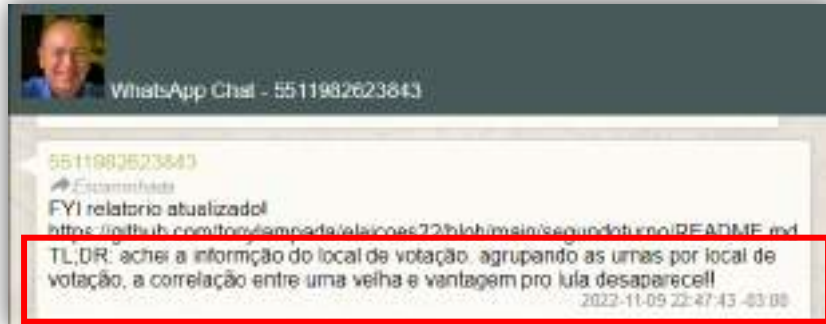 WhatsApp Chat - 5511982623843
5511982623843
Encaminhada
FYI relatorio atualizado!
https://github.com/tonylampada/eleicoes22/blob/main/segundoturno/README.md
TL;DR: achei a informção do local de votação, agrupando as urnas por local de
votação, a correlação entre urna velha e vantagem pro lula desaparece!!
2022-11-09 22:47:43 -03:00